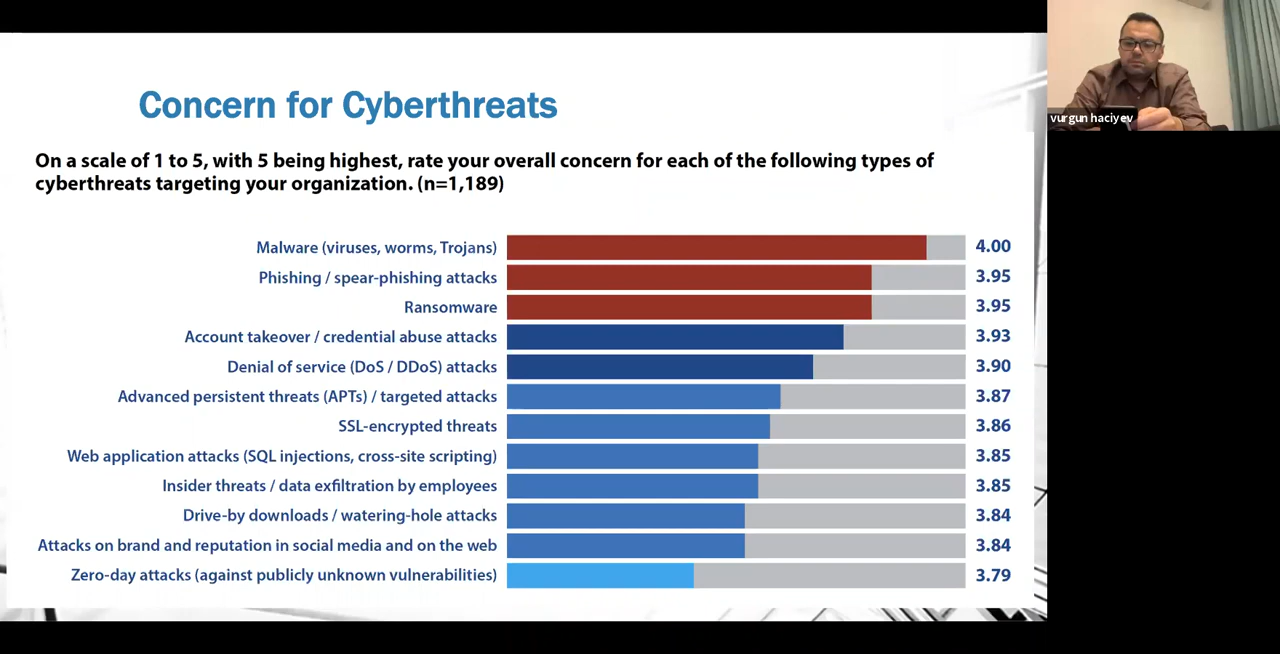 Concern for Cyberthreats
On a scale of 1 to 5, with 5 being highest, rate your overall concern for each of the following types of
cyberthreats targeting your organization. (n=1,189)
Malware (viruses, worms, Trojans) 4.00
Phishing / spear-phishing attacks 3.95
Ransomware 3.95
Account takeover / credential abuse attacks 3.93
Denial of service (DoS / DDoS) attacks 3.90
Advanced persistent threats (APTs) / targeted attacks 3.87
SSL-encrypted threats 3.86
Web application attacks (SQL injections, cross-site scripting) 3.85
Insider threats / data exfiltration by employees 3.85
Drive-by downloads / watering-hole attacks 3.84
Attacks on brand and reputation in social media and on the web 3.84
Zero-day attacks (against publicly unknown vulnerabilities) 3.79
vurgun haciyev